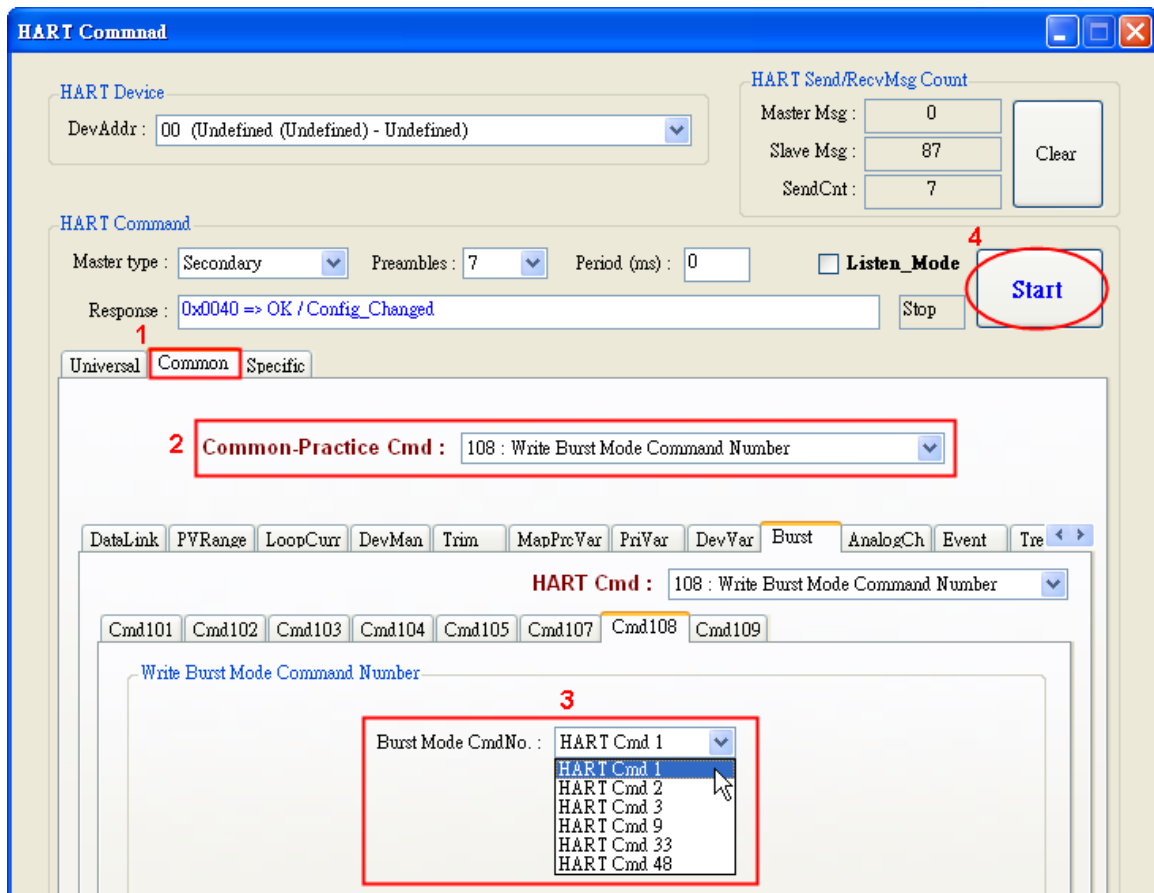 HART Commnad
HART Device
DevAddr : 00 (Undefined (Undefined) - Undefined)
HART Send/RecvMsg Count
Master Msg : 0
Slave Msg : 87
SendCnt : 7
Clear
HART Command
Master type : Secondary Preambles : 7 Period (ms) : 0 Listen_Mode
4
Start
Response : 0x0040 => OK / Config_Changed Stop
1
Universal Common Specific
2 Common-Practice Cmd : 108 : Write Burst Mode Command Number
DataLink PVRange LoopCurr DevMan Trim MapPrcVar PriVar DevVar Burst AnalogCh Event Tre
HART Cmd : 108 : Write Burst Mode Command Number
Cmd101 Cmd102 Cmd103 Cmd104 Cmd105 Cmd107 Cmd108 Cmd109
Write Burst Mode Command Number
3
Burst Mode CmdNo. : HART Cmd 1
HART Cmd 1
HART Cmd 2
HART Cmd 3
HART Cmd 9
HART Cmd 33
HART Cmd 48